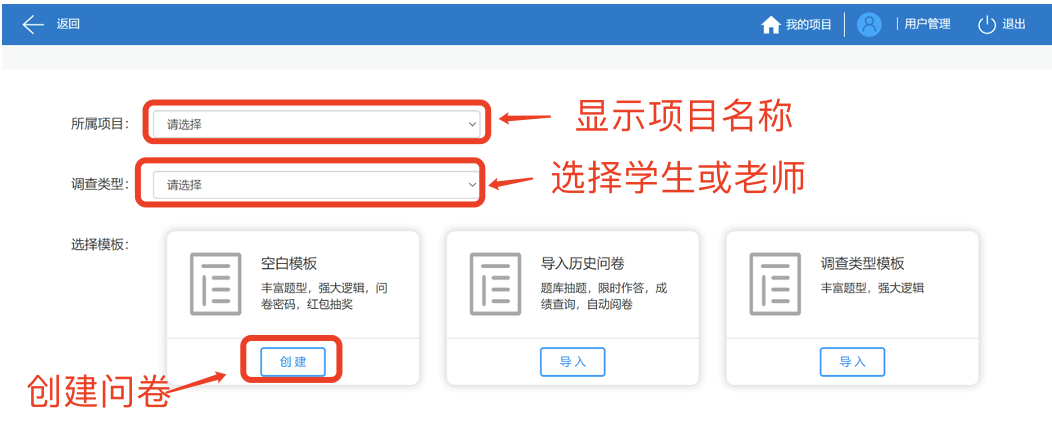 返回
我的项目
用户管理
退出
所属项目：
请选择
显示项目名称
调查类型：
请选择
选择学生或老师
选择模板：
空白模板
丰富题型，强大逻辑，问
卷密码，红包抽奖
创建
导入历史问卷
题库抽题，限时作答，成
绩查询，自动阅卷
导入
调查类型模板
丰富题型，强大逻辑
导入
创建问卷